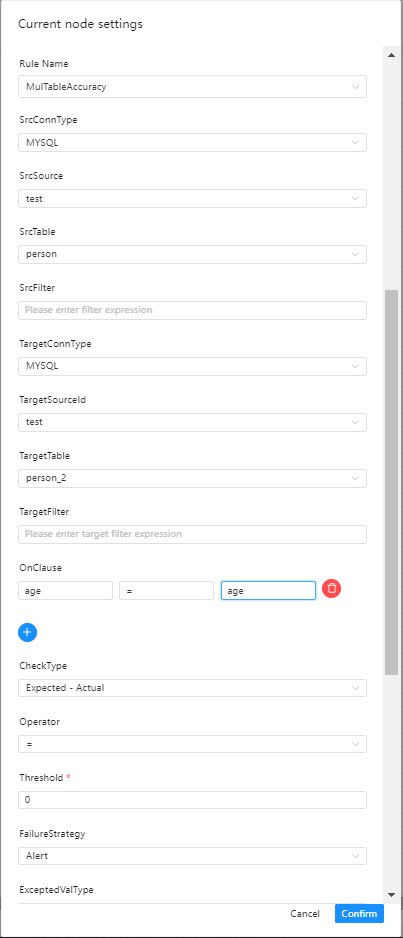 Current node settings
Rule Name
MulTableAccuracy
SrcConnType
MYSQL
SrcSource
test
SrcTable
person
SrcFilter
Please enter filter expression
TargetConnType
MYSQL
TargetSourceId
test
TargetTable
person_2
TargetFilter
Please enter target filter expression
OnClause
age = age
CheckType
Expected - Actual
Operator
=
Threshold *
0
FailureStrategy
Alert
ExceptedValType
Cancel Confirm